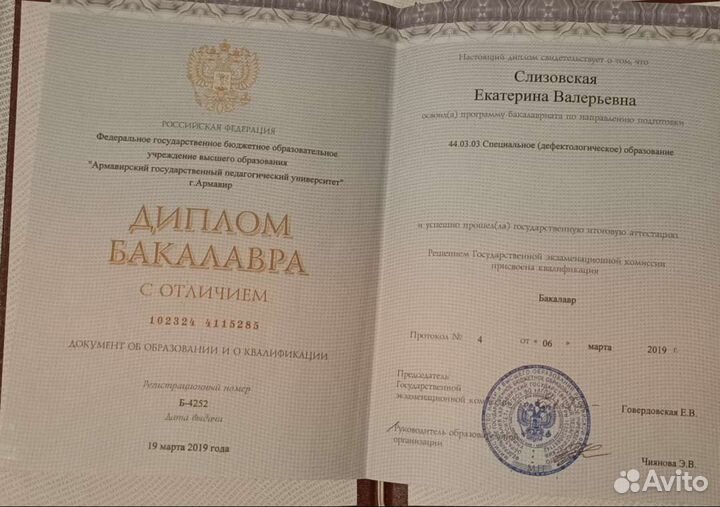 РОССИЙСКАЯ ФЕДЕРАЦИЯ
Федеральное государственное бюджетное образовательное
учреждение высшего образования
"Армавирский государственный педагогический университет"
г.Армавир
ДИПЛОМ
БАКАЛАВРА
С ОТЛИЧИЕМ
102324 4115285
ДОКУМЕНТ ОБ ОБРАЗОВАНИИ И О КВАЛИФИКАЦИИ
Регистрационный номер
Б-4252
Дата выдачи
19 марта 2019 года
Настоящий диплом свидетельствует о том, что
Слизовская
Екатерина Валерьевна
освоил(а) программу бакалавриата по направлению подготовки
44.03.03 Специальное (дефектологическое) образование
и успешно прошел(ла) государственную итоговую аттестацию
Решением Государственной экзаменационной комиссии
присвоена квалификация
Бакалавр
Протокол № 4 от « 06 » марта 2019 г.
Председатель
Государственной
экзаменационной
Говердовская Е.В.
Руководитель образовательной
организации
Чиянова Э.В.
М.П.
Avito